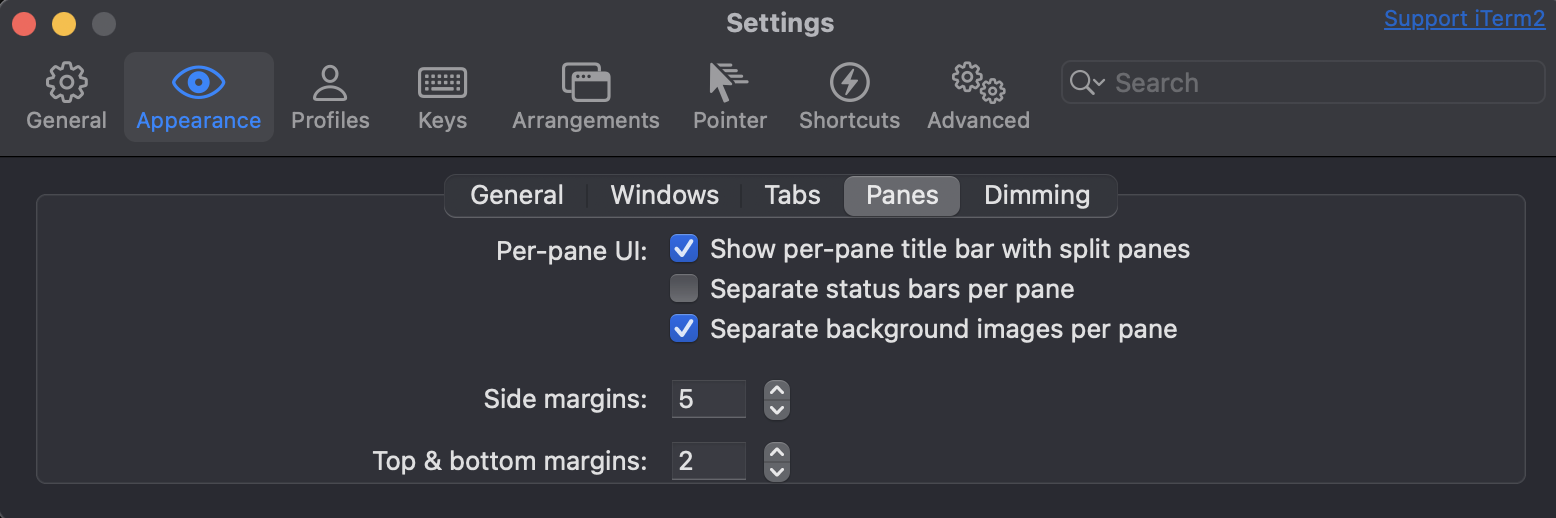 Settings
Support iTerm2
General Appearance Profiles Keys Arrangements Pointer Shortcuts Advanced Search
General Windows Tabs Panes Dimming
Per-pane UI: Show per-pane title bar with split panes
Separate status bars per pane
Separate background images per pane
Side margins: 5
Top & bottom margins: 2